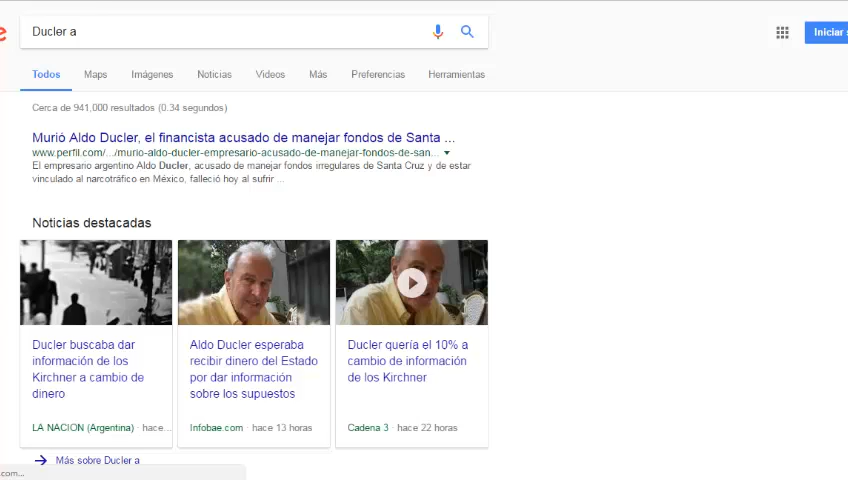 Ducler a
Iniciar
Todos Maps Imágenes Noticias Videos Más Preferencias Herramientas
Cerca de 941,000 resultados (0.34 segundos)
Murió Aldo Ducler, el financista acusado de manejar fondos de Santa ...
www.perfil.com/.../murio-aldo-ducler-empresario-acusado-de-manejar-fondos-de-san...
El empresario argentino Aldo Ducler, acusado de manejar fondos irregulares de Santa Cruz y de estar
vinculado al narcotráfico en México, falleció hoy al sufrir ...
Noticias destacadas
Ducler buscaba dar
información de los
Kirchner a cambio de
dinero
LA NACION (Argentina) · hace...
Aldo Ducler esperaba
recibir dinero del Estado
por dar información
sobre los supuestos
Infobae.com · hace 13 horas
Ducler quería el 10% a
cambio de información
de los Kirchner
Cadena 3 · hace 22 horas
Más sobre Ducler a
.com...